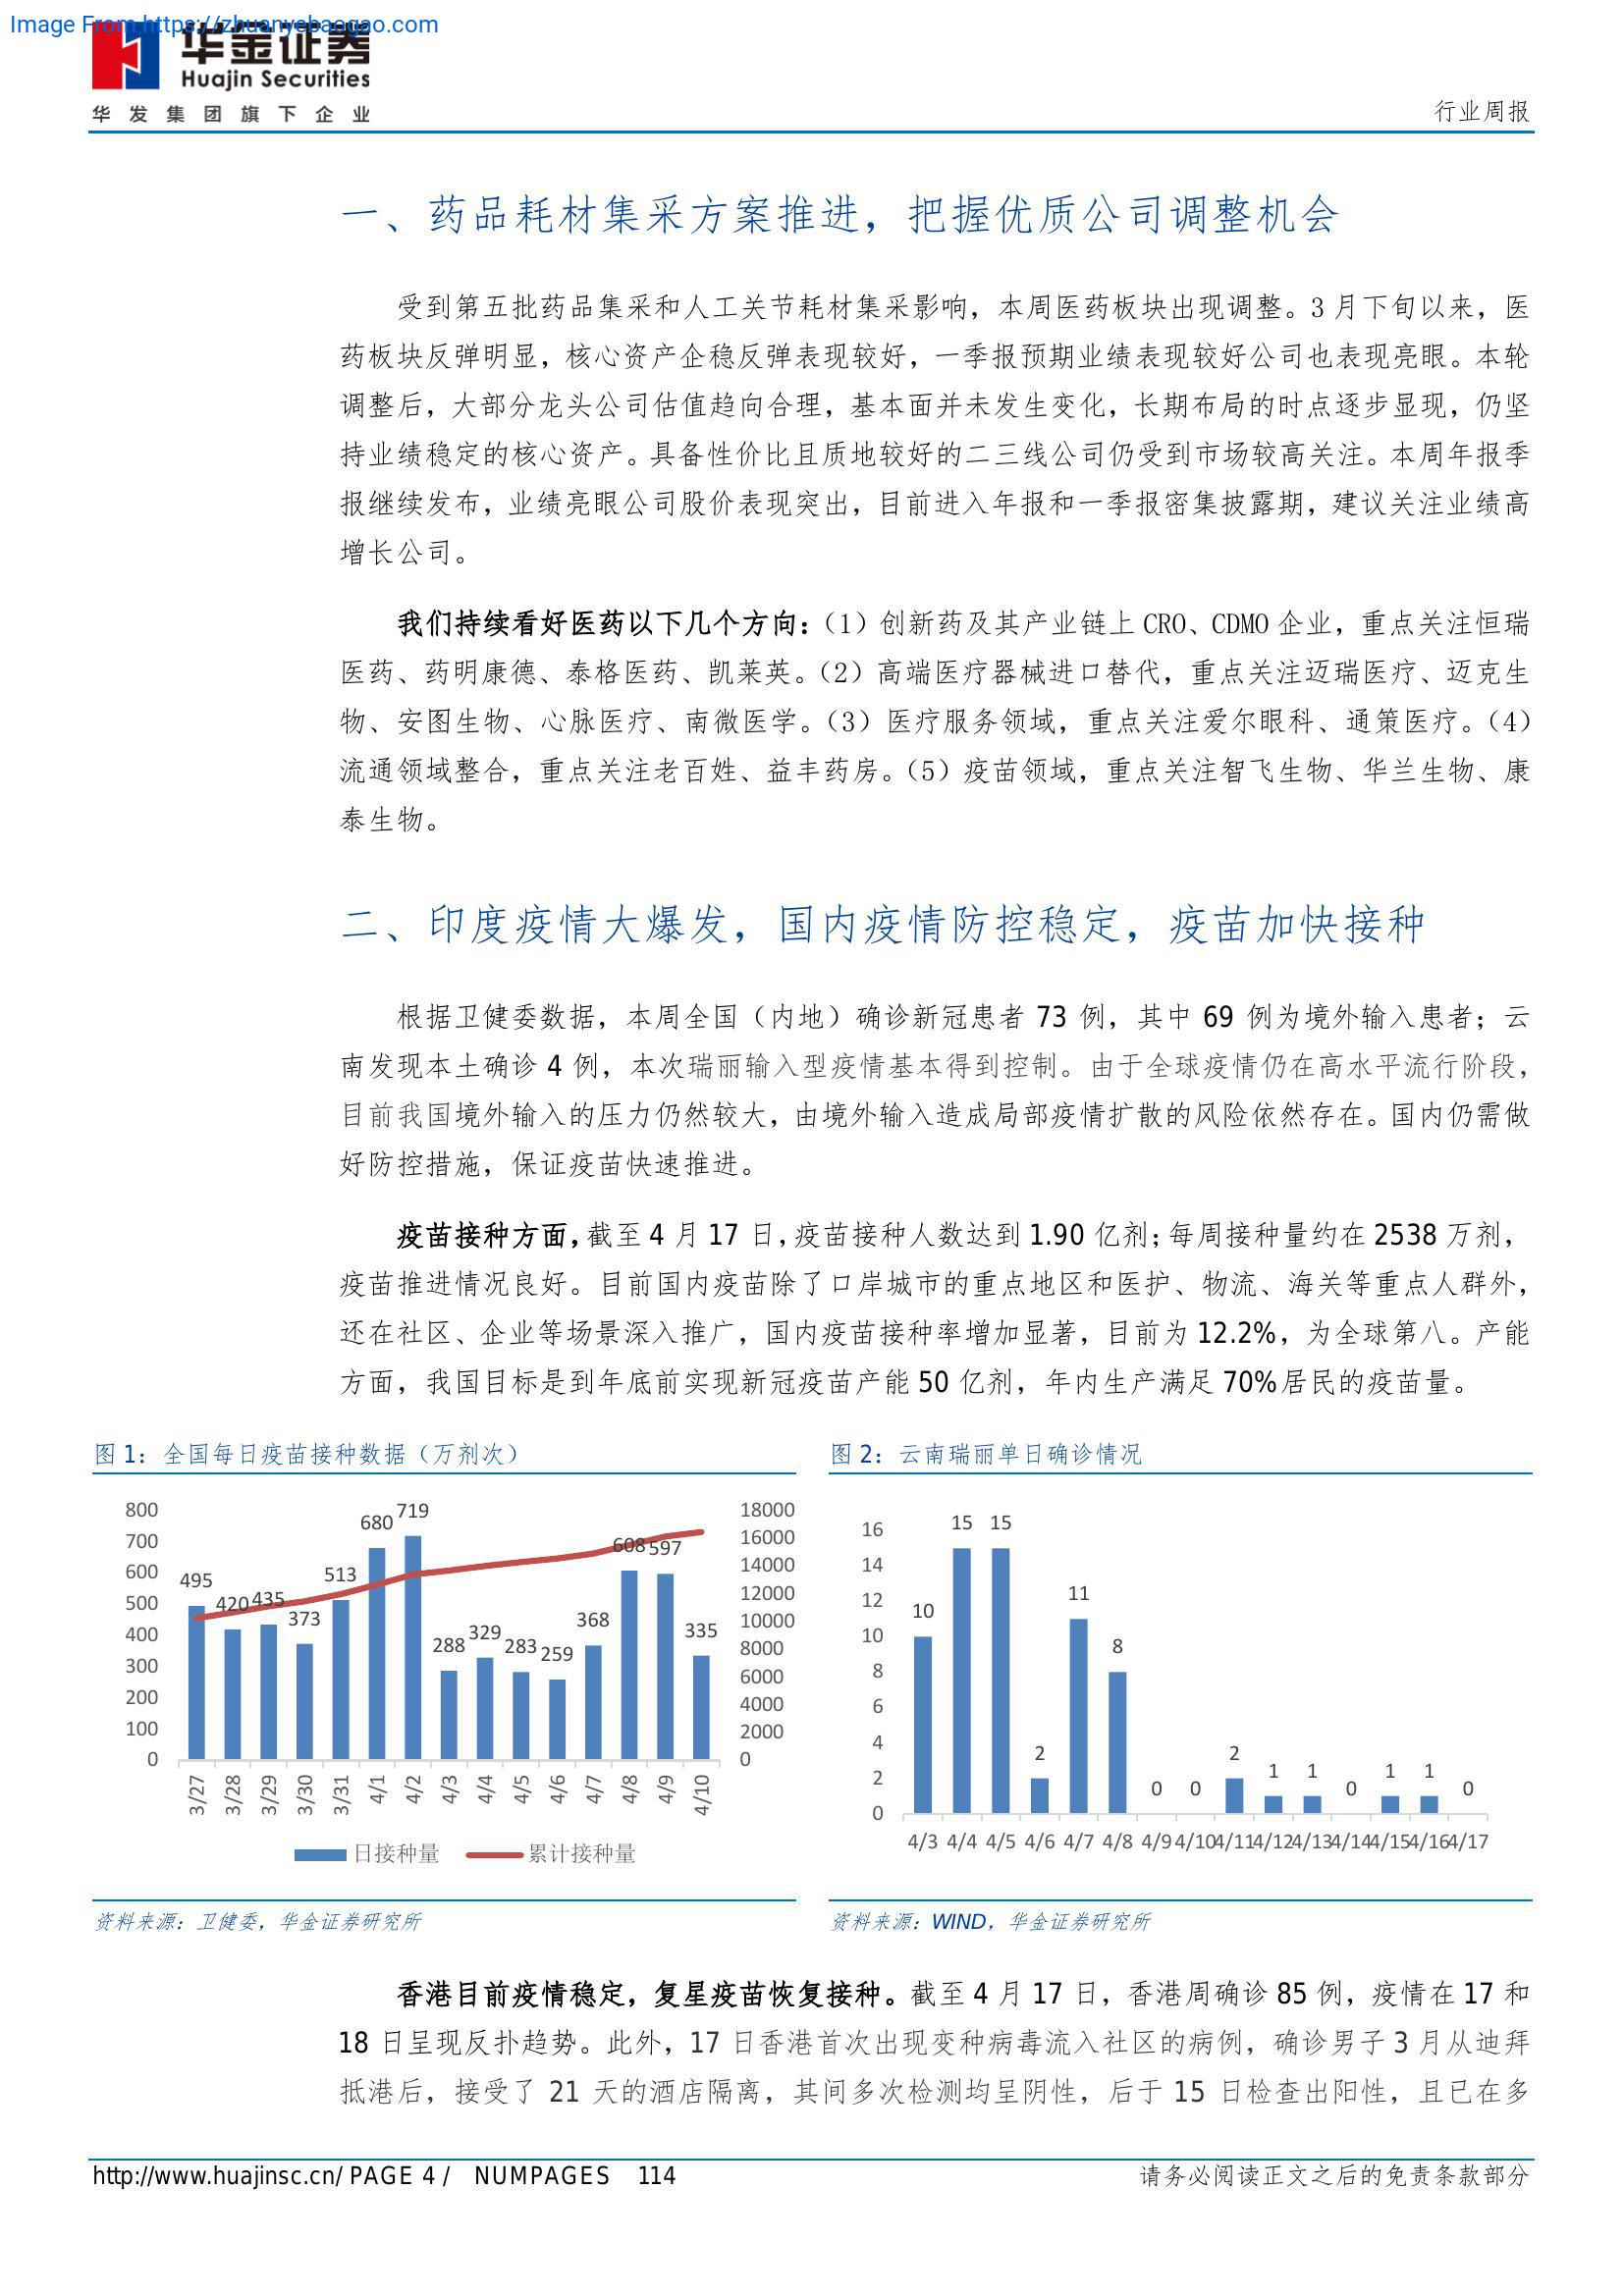 Image From https://zhuanyebaogao.com
华金证券
Huajin Securities
华发集团旗下企业
行业周报
一、药品耗材集采方案推进，把握优质公司调整机会
受到第五批药品集采和人工关节耗材集采影响，本周医药板块出现调整。3 月下旬以来，医
药板块反弹明显，核心资产企稳反弹表现较好，一季报预期业绩表现较好公司也表现亮眼。本轮
调整后，大部分龙头公司估值趋向合理，基本面并未发生变化，长期布局的时点逐步显现，仍坚
持业绩稳定的核心资产。具备性价比且质地较好的二三线公司仍受到市场较高关注。本周年报季
报继续发布，业绩亮眼公司股价表现突出，目前进入年报和一季报密集披露期，建议关注业绩高
增长公司。
我们持续看好医药以下几个方向：（1）创新药及其产业链上 CRO、CDMO 企业，重点关注恒瑞
医药、药明康德、泰格医药、凯莱英。（2）高端医疗器械进口替代，重点关注迈瑞医疗、迈克生
物、安图生物、心脉医疗、南微医学。（3）医疗服务领域，重点关注爱尔眼科、通策医疗。（4）
流通领域整合，重点关注老百姓、益丰药房。（5）疫苗领域，重点关注智飞生物、华兰生物、康
泰生物。
二、印度疫情大爆发，国内疫情防控稳定，疫苗加快接种
根据卫健委数据，本周全国（内地）确诊新冠患者 73 例，其中 69 例为境外输入患者；云
南发现本土确诊 4 例，本次瑞丽输入型疫情基本得到控制。由于全球疫情仍在高水平流行阶段，
目前我国境外输入的压力仍然较大，由境外输入造成局部疫情扩散的风险依然存在。国内仍需做
好防控措施，保证疫苗快速推进。
疫苗接种方面，截至 4 月 17 日，疫苗接种人数达到 1.90 亿剂；每周接种量约在 2538 万剂，
疫苗推进情况良好。目前国内疫苗除了口岸城市的重点地区和医护、物流、海关等重点人群外，
还在社区、企业等场景深入推广，国内疫苗接种率增加显著，目前为 12.2%，为全球第八。产能
方面，我国目标是到年底前实现新冠疫苗产能 50 亿剂，年内生产满足 70%居民的疫苗量。
图 1：全国每日疫苗接种数据（万剂次）
800
700
600
500
400
300
200
100
0
495
420
435
373
513
680
719
288
329
283
259
368
608
597
335
18000
16000
14000
12000
10000
8000
6000
4000
2000
0
3/27
3/28
3/29
3/30
3/31
4/1
4/2
4/3
4/4
4/5
4/6
4/7
4/8
4/9
4/10
日接种量 累计接种量
资料来源：卫健委，华金证券研究所
图 2：云南瑞丽单日确诊情况
16
14
12
10
8
6
4
2
0
10
15
15
2
11
8
0
0
2
1
1
0
1
1
0
4/3 4/4 4/5 4/6 4/7 4/8 4/9 4/10 4/11 4/12 4/13 4/14 4/15 4/16 4/17
资料来源：WIND，华金证券研究所
香港目前疫情稳定，复星疫苗恢复接种。截至 4 月 17 日，香港周确诊 85 例，疫情在 17 和
18 日呈现反扑趋势。此外，17 日香港首次出现变种病毒流入社区的病例，确诊男子 3 月从迪拜
抵港后，接受了 21 天的酒店隔离，其间多次检测均呈阴性，后于 15 日检查出阳性，且已在多
http://www.huajinsc.cn/ PAGE 4 / NUMPAGES 114
请务必阅读正文之后的免责条款部分